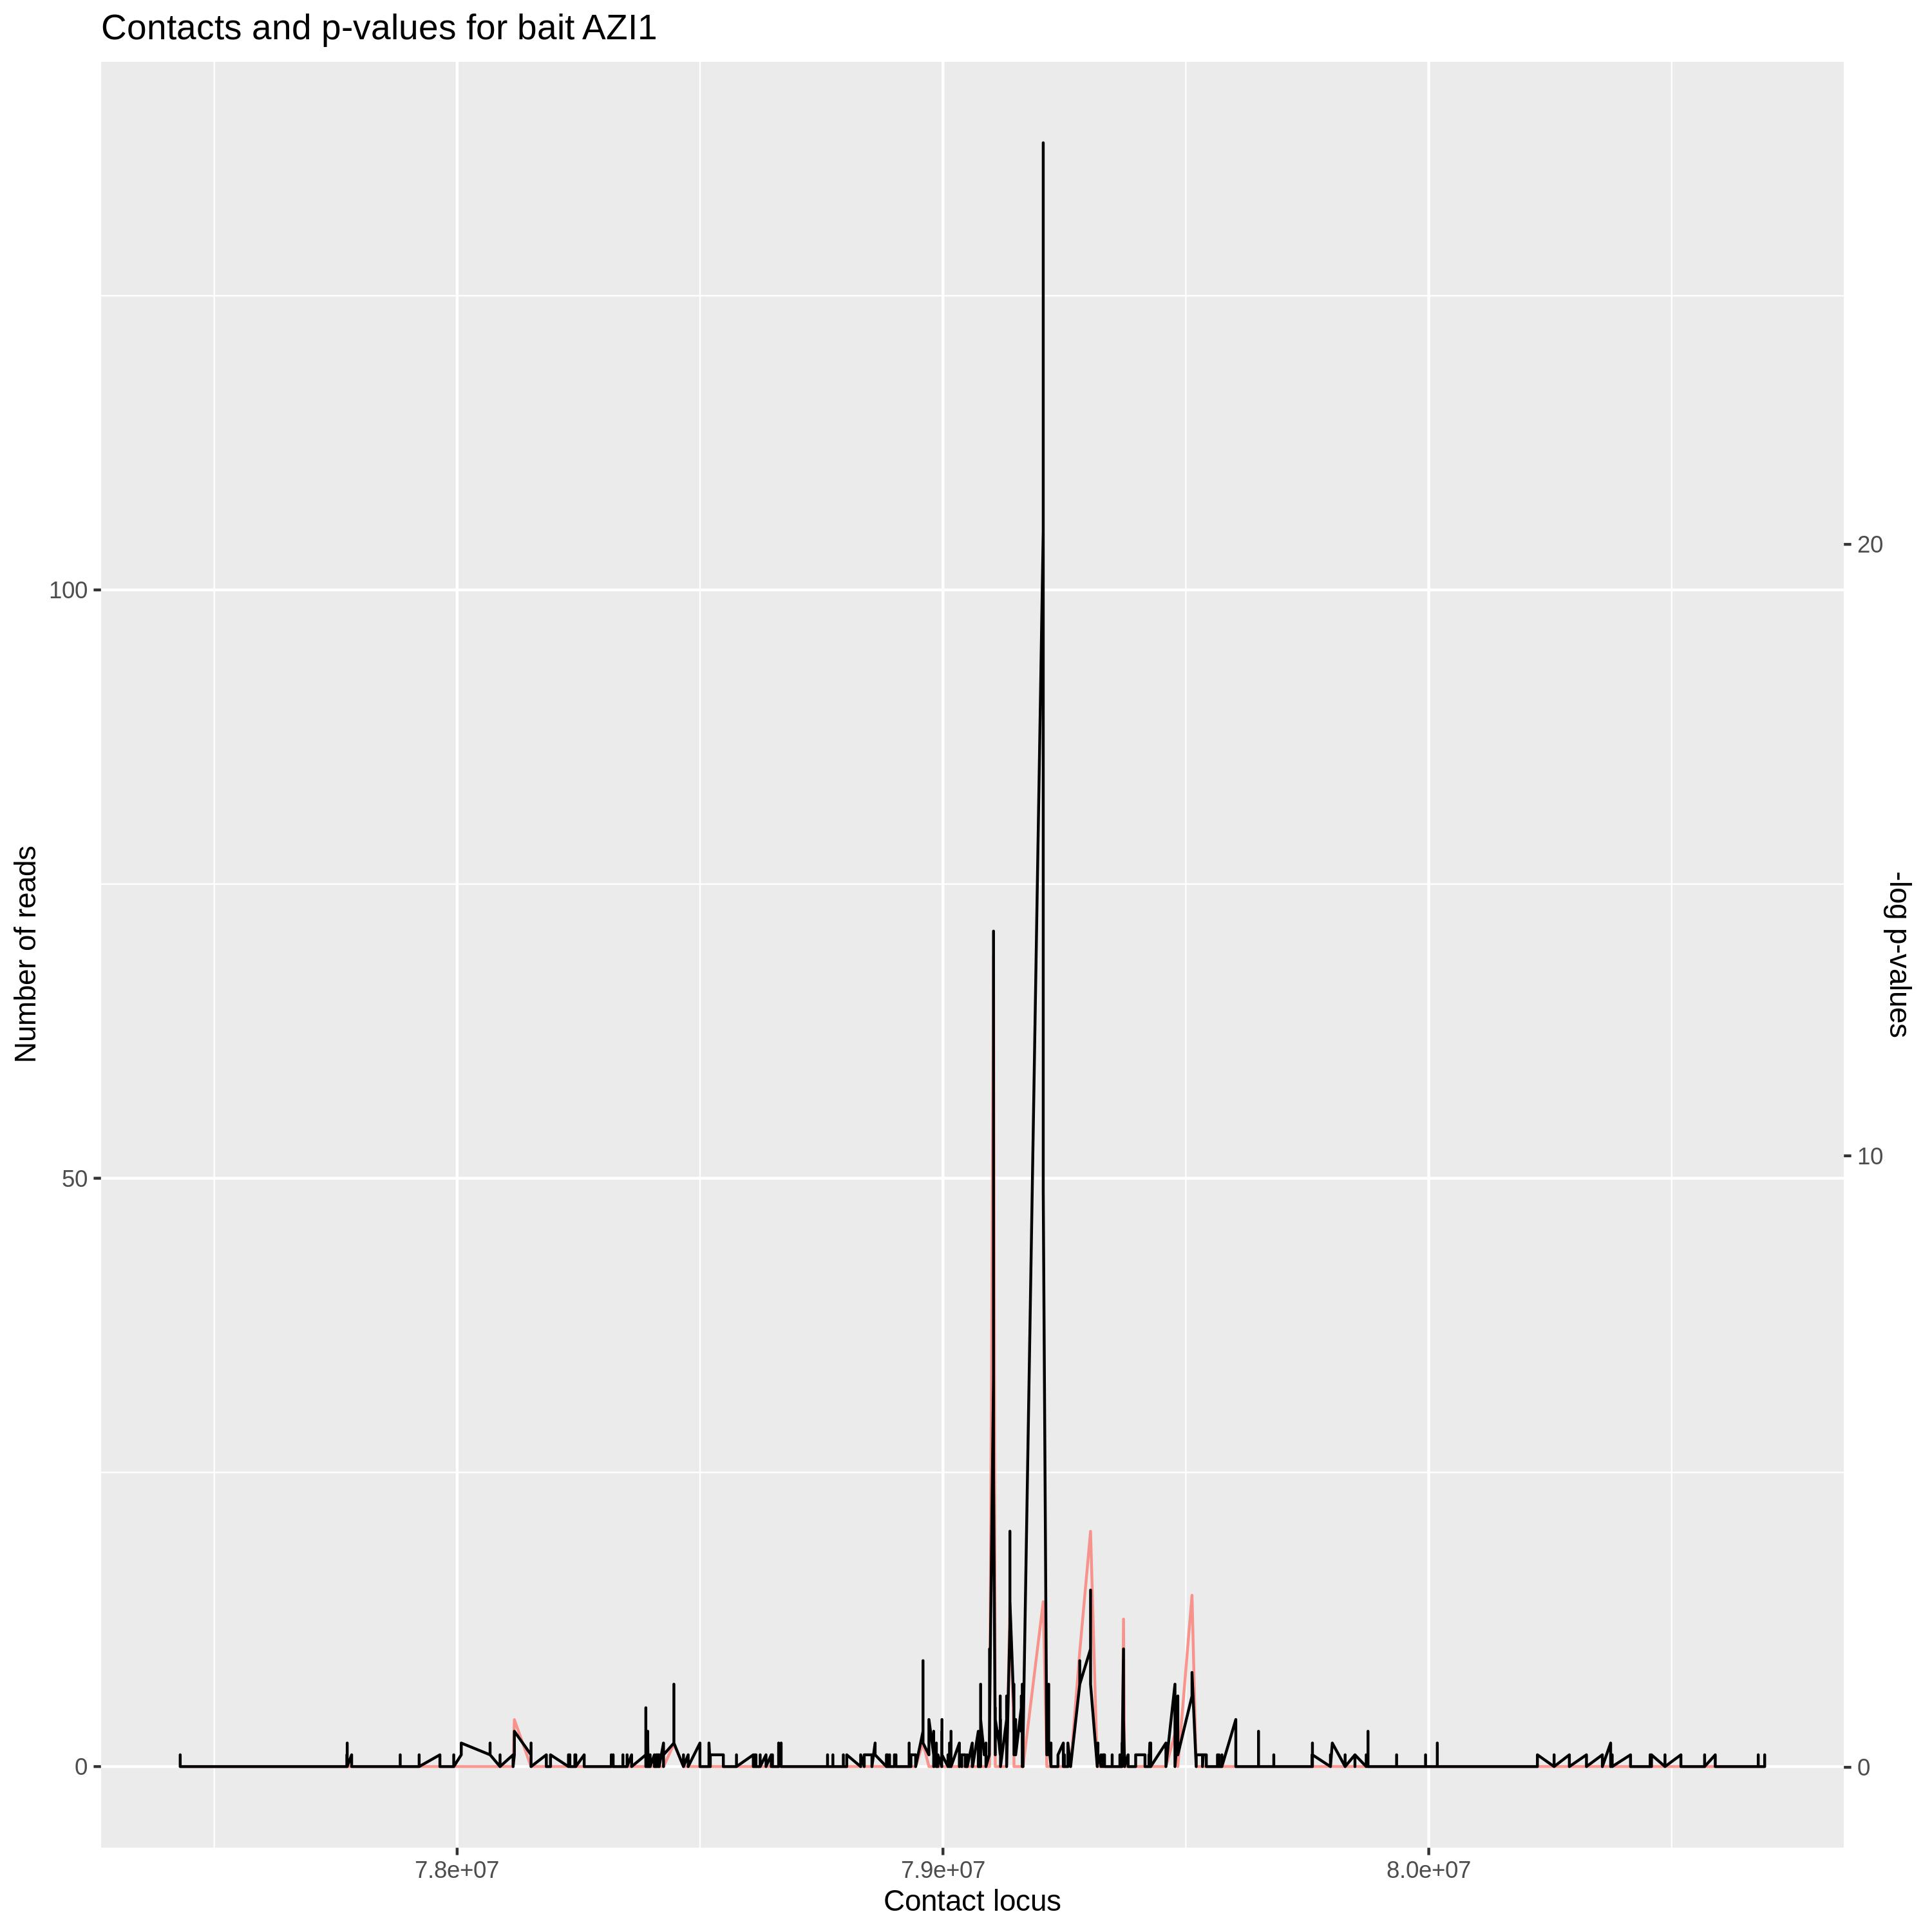 Contacts and p-values for bait AZI1
100
50
0
Number of reads
20
10
0
-log p-values
7.8e+07
7.9e+07
8.0e+07
Contact locus